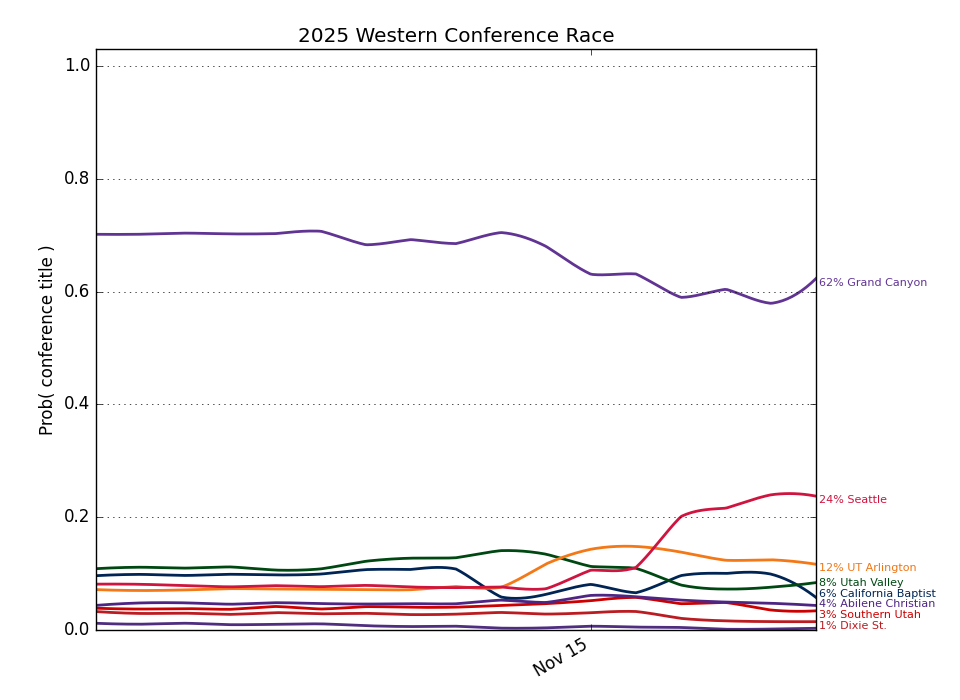 2025 Western Conference Race
1.0
0.8
0.6
0.4
0.2
0.0
Prob( conference title )
Nov 15
62% Grand Canyon
24% Seattle
12% UT Arlington
8% Utah Valley
6% California Baptist
4% Abilene Christian
3% Southern Utah
1% Dixie St.